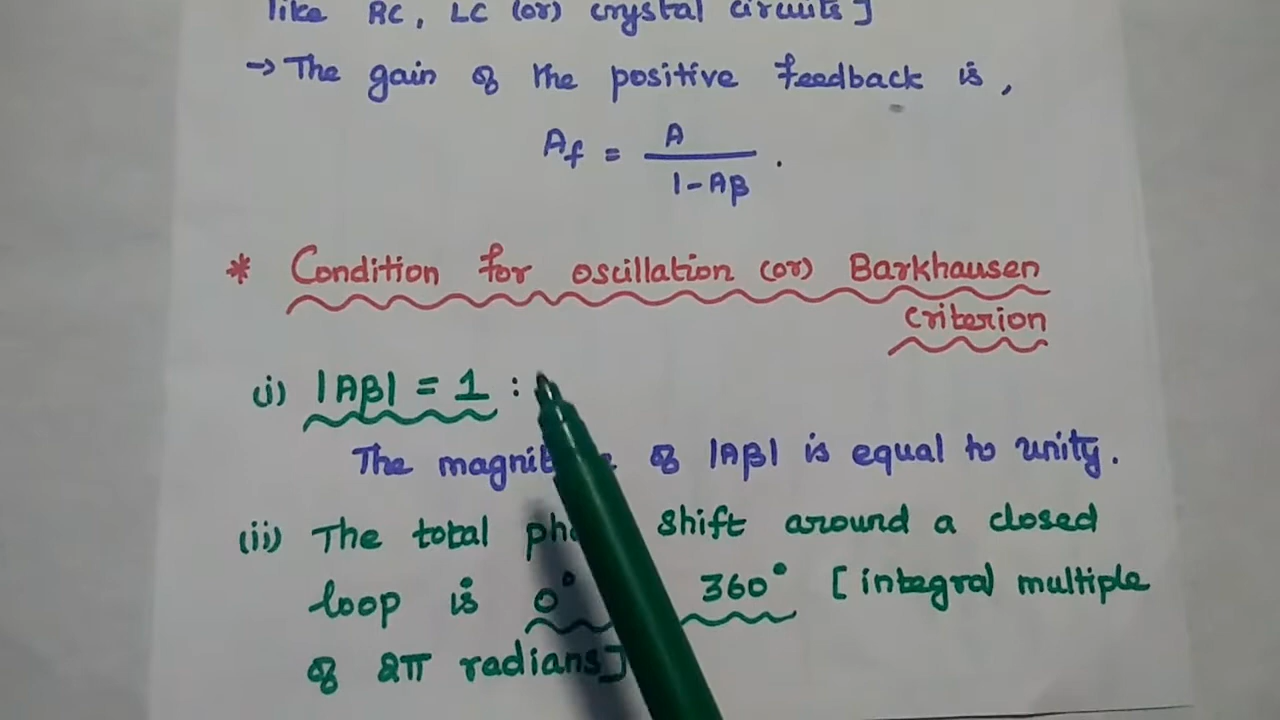 like RC, LC (or) crystal circuits]
→ The gain of the positive feedback is,
Af = A / 1-Aβ .
* Condition for oscillation (or) Barkhausen
criterion
(i) |Aβ| = 1 :
The of |Aβ| is equal to unity.
(ii) The total shift around a closed
loop is 0° 360° [integral multiple
of 2π radians]